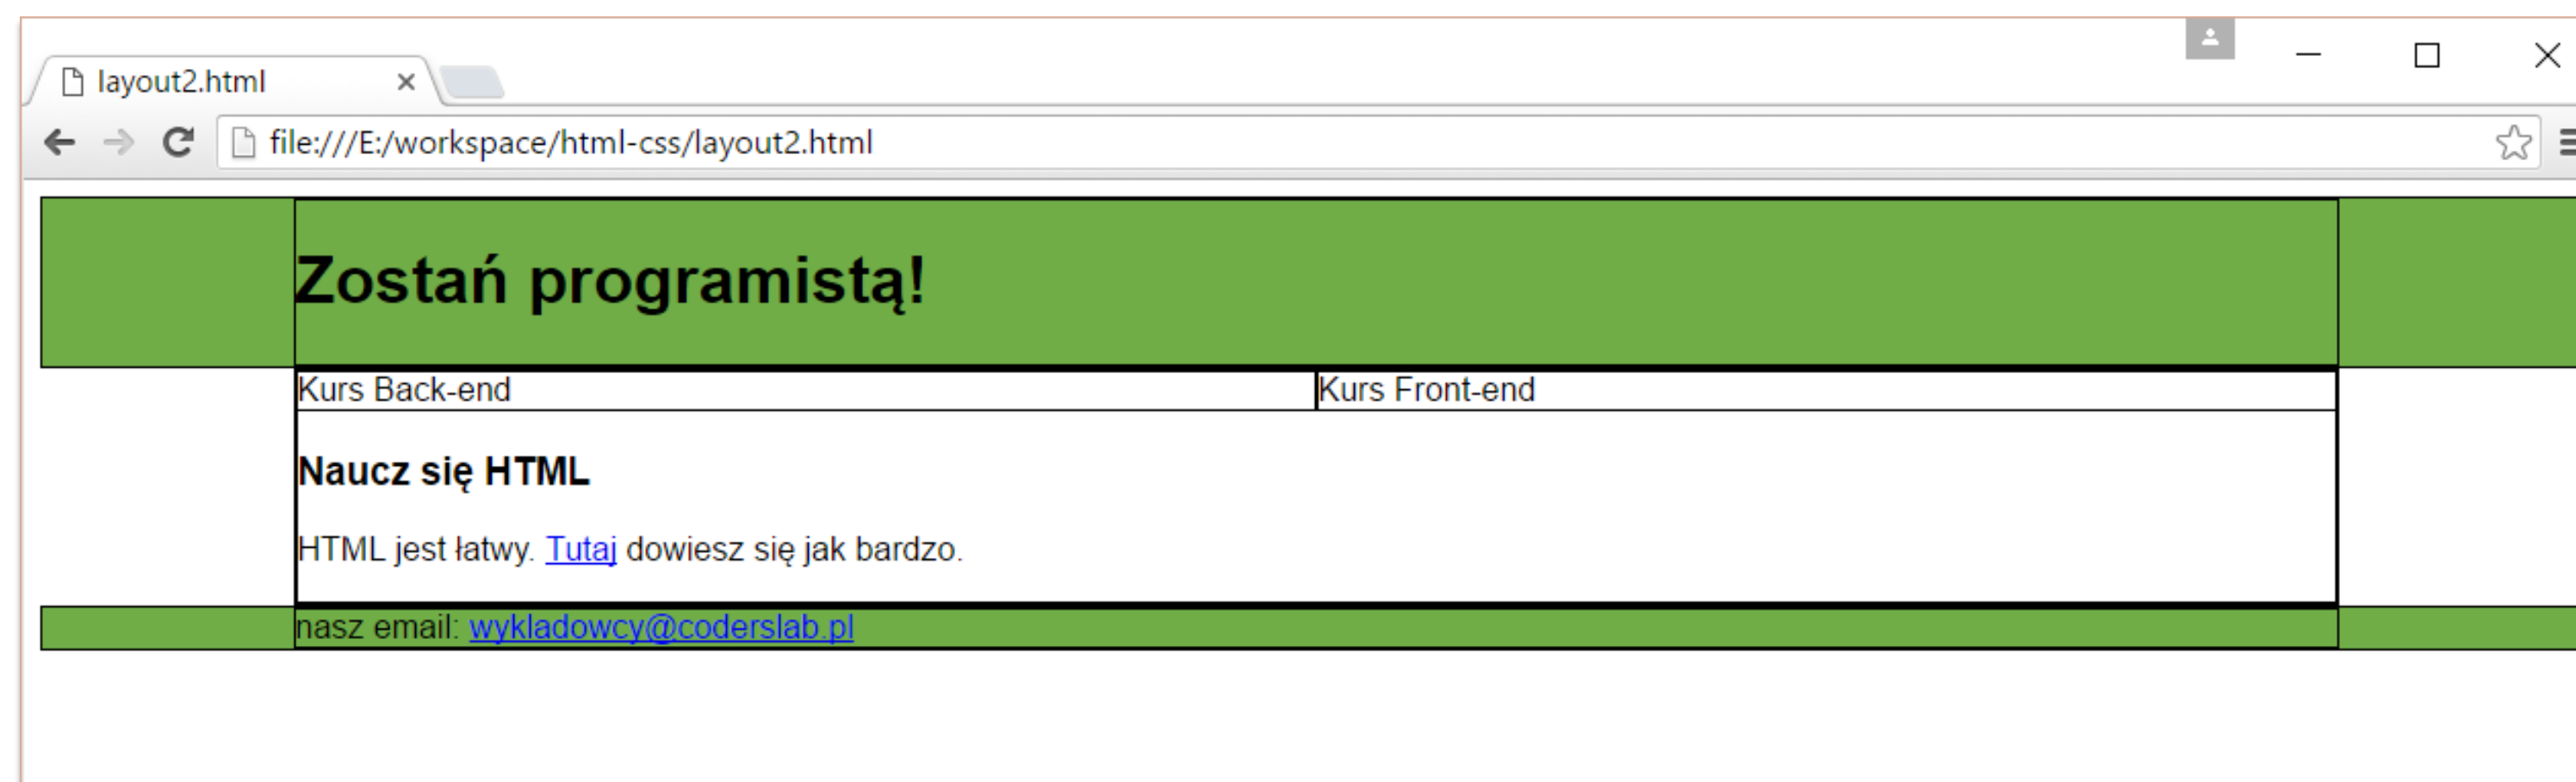 layout2.html
file:///E:/workspace/html-css/layout2.html
Zostań programistą!
Kurs Back-end
Kurs Front-end
Naucz się HTML
HTML jest łatwy. Tutaj dowiesz się jak bardzo.
nasz email: wykladowcy@coderslab.pl